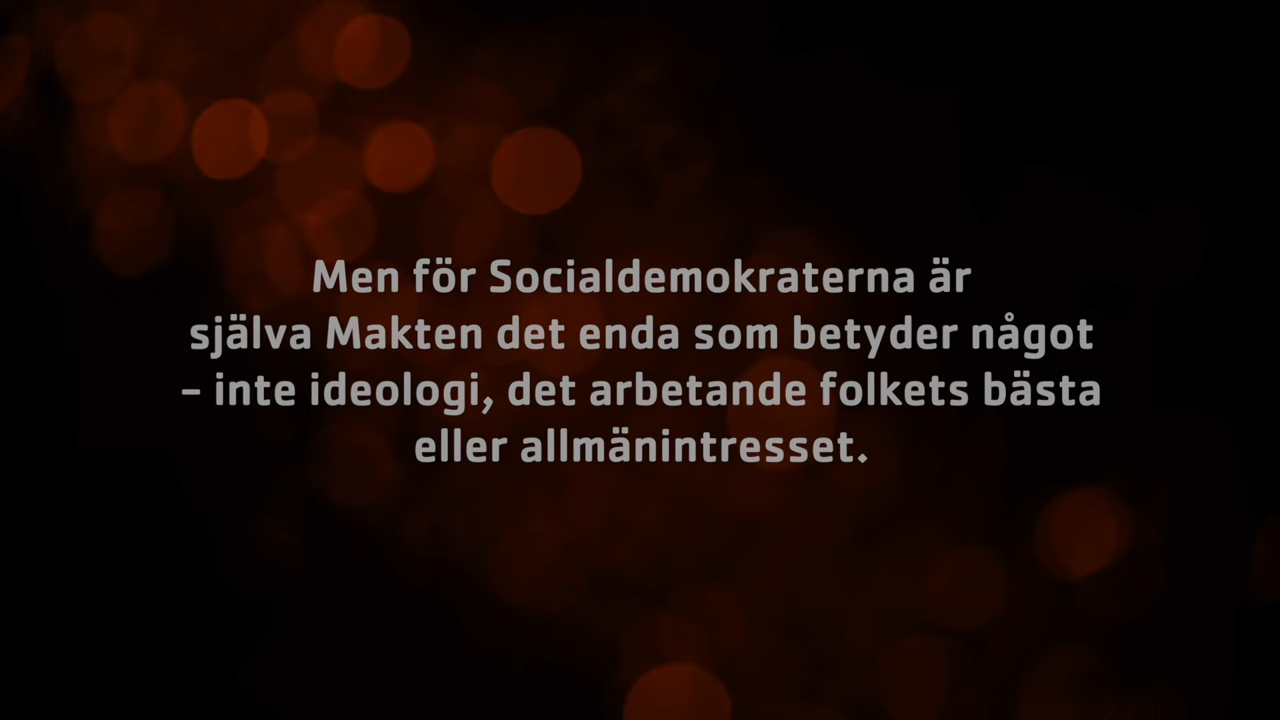 Men för Socialdemokraterna är
själva Makten det enda som betyder något
– inte ideologi, det arbetande folkets bästa
eller allmänintresset.